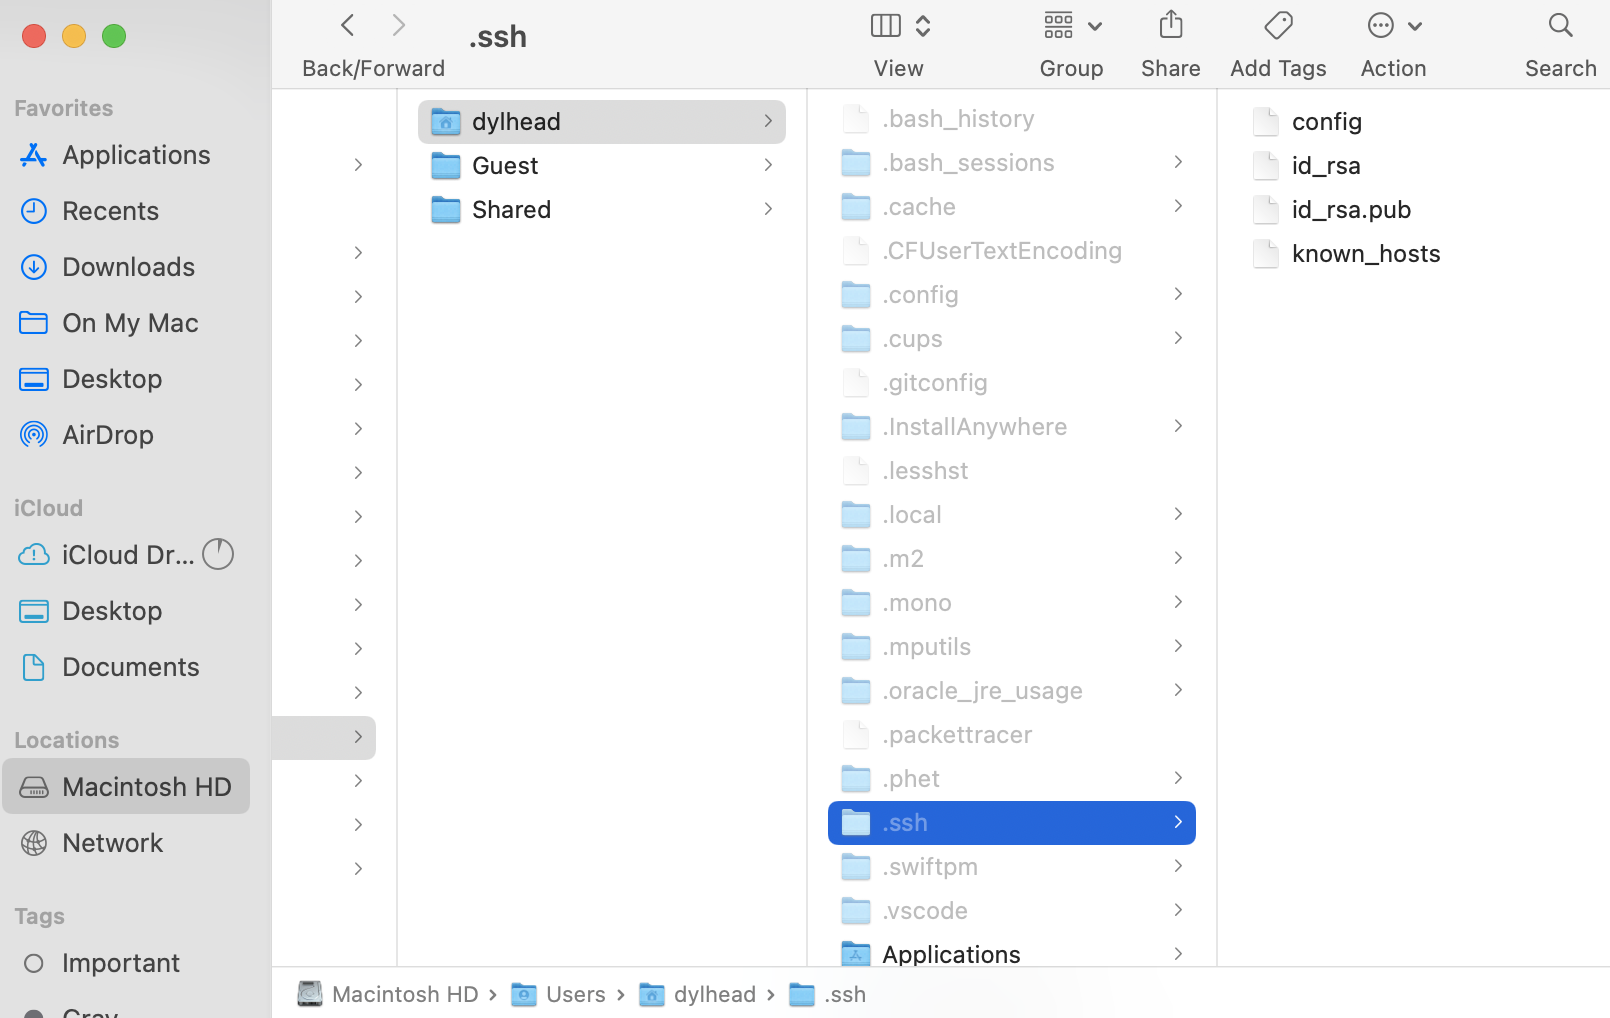 .ssh
Back/Forward
View
Group
Share
Add Tags
Action
Search
Favorites
Applications
Recents
Downloads
On My Mac
Desktop
AirDrop
iCloud
iCloud Dr...
Desktop
Documents
Locations
Macintosh HD
Network
Tags
Important
Gray
dylhead
Guest
Shared
.bash_history
.bash_sessions
.cache
.CFUserTextEncoding
.config
.cups
.gitconfig
.InstallAnywhere
.lesshst
.local
.m2
.mono
.mputils
.oracle_jre_usage
.packettracer
.phet
.ssh
.swiftpm
.vscode
Applications
config
id_rsa
id_rsa.pub
known_hosts
Macintosh HD › Users › dylhead › .ssh